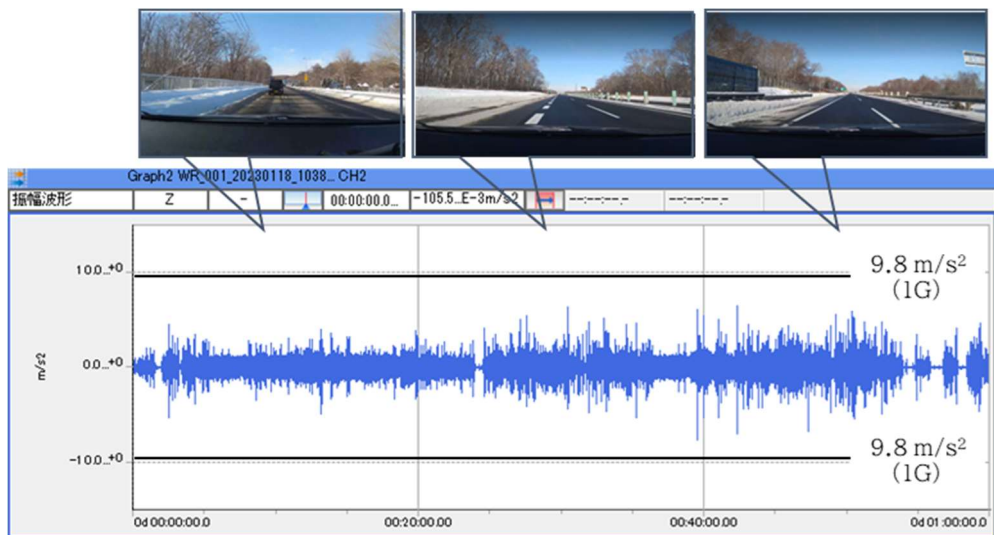 Graph2 WR_001_20230118_1038... CH2
振幅波形 Z - 00:00:00.0... -105.5...E-3m/s2 --:--:--.- --:--:--.-
10.0...+0
9.8 m/s²
(1G)
m/s2
0.0...+0
-10.0...+0
9.8 m/s²
(1G)
0d 00:00:00.0 00:20:00.00 00:40:00.00 0d 01:00:00.0